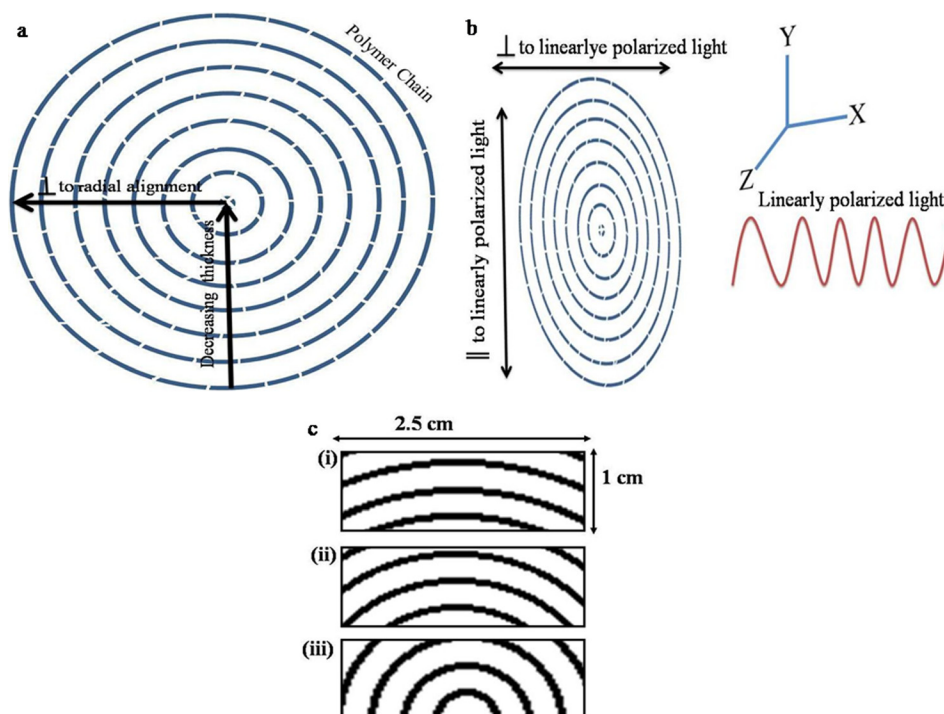 a
Polymer Chain
⊥ to radial alignment
Decreasing thickness
b
⊥ to linearlye polarized light
|| to linearly polarized light
Y
X
Z
Linearly polarized light
c
2.5 cm
(i)
1 cm
(ii)
(iii)